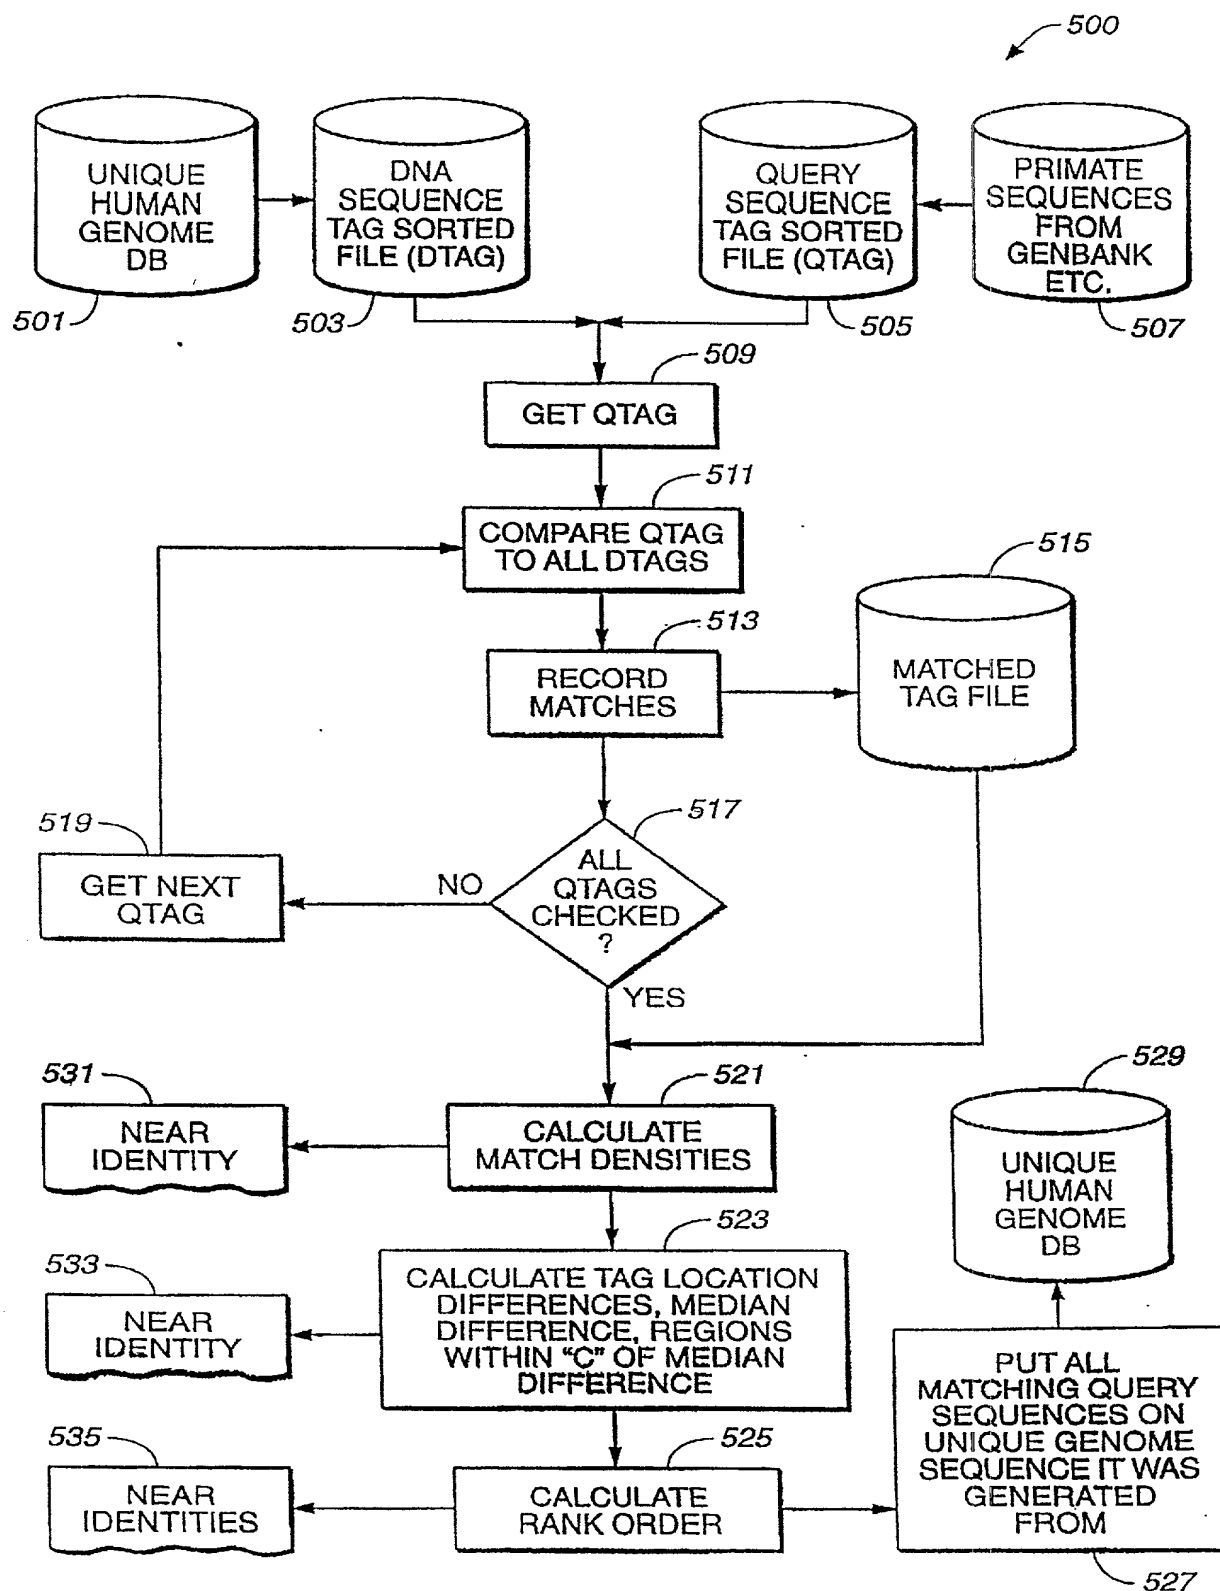 500
UNIQUE
HUMAN
GENOME
DB
501
DNA
SEQUENCE
TAG SORTED
FILE (DTAG)
503
QUERY
SEQUENCE
TAG SORTED
FILE (QTAG)
505
PRIMATE
SEQUENCES
FROM
GENBANK
ETC.
507
509
GET QTAG
511
COMPARE QTAG
TO ALL DTAGS
513
RECORD
MATCHES
515
MATCHED
TAG FILE
517
ALL
QTAGS
CHECKED
?
NO
YES
519
GET NEXT
QTAG
521
CALCULATE
MATCH DENSITIES
531
NEAR
IDENTITY
523
CALCULATE TAG LOCATION
DIFFERENCES, MEDIAN
DIFFERENCE, REGIONS
WITHIN "C" OF MEDIAN
DIFFERENCE
533
NEAR
IDENTITY
525
CALCULATE
RANK ORDER
535
NEAR
IDENTITIES
529
UNIQUE
HUMAN
GENOME
DB
PUT ALL
MATCHING QUERY
SEQUENCES ON
UNIQUE GENOME
SEQUENCE IT WAS
GENERATED
FROM
527